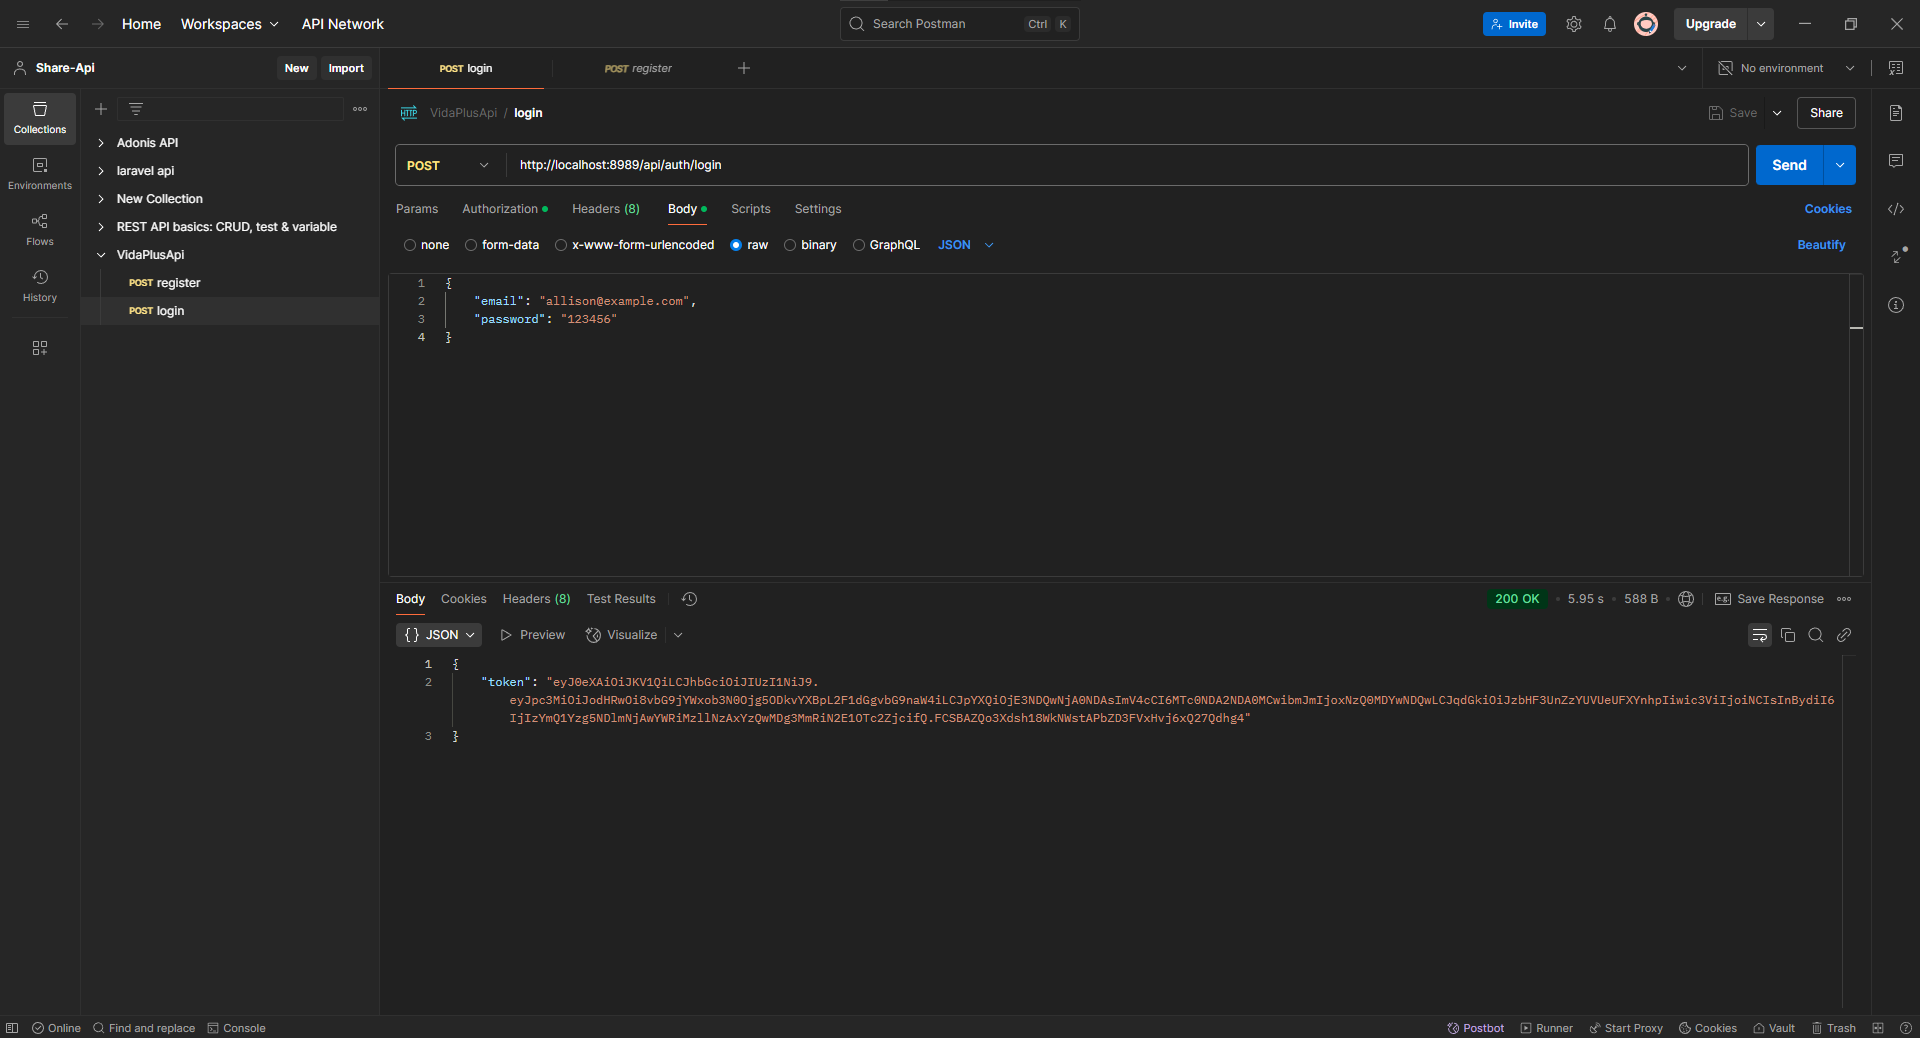 Home Workspaces API Network
Search Postman Ctrl K
Invite Upgrade
Share-Api New Import
POST login POST register No environment
Collections
Environments
Flows
History
Adonis API
laravel api
New Collection
REST API basics: CRUD, test & variable
VidaPlusApi
POST register
POST login
HTTP VidaPlusApi / login Save Share
POST http://localhost:8989/api/auth/login Send
Params Authorization Headers (8) Body Scripts Settings Cookies
none form-data x-www-form-urlencoded raw binary GraphQL JSON Beautify
1 {
2 "email": "allison@example.com",
3 "password": "123456"
4 }
Body Cookies Headers (8) Test Results 200 OK 5.95 s 588 B e.g. Save Response
{} JSON Preview Visualize
1 {
2 "token": "eyJ0eXAiOiJKV1QiLCJhbGciOiJIUzI1NiJ9.
eyJpc3MiOiJodHRwOi8vbG9jYWxob3N0Ojg5ODkvYXBpL2F1dGgvbG9naW4iLCJpYXQiOjE3NDQwNjA0NDAsImV4cCI6MTc0NDA2NDA0MCwibmJmIjoxNzQ0MDYwNDQwLCJqdGkiOiJzbHF3UnZzYUVUeUFXYnhpIiwic3ViIjoiNCIsInBydiI6
IjIzYmQ1Yzg5NDlmNjAwYWRiMzllNzAxYzQwMDg3MmRiN2E1OTc2ZjcifQ.FCSBAZQo3Xdsh18WkNWstAPbZD3FVxHvj6xQ27Qdhg4"
3 }
Online Find and replace Console Postbot Runner Start Proxy Cookies Vault Trash